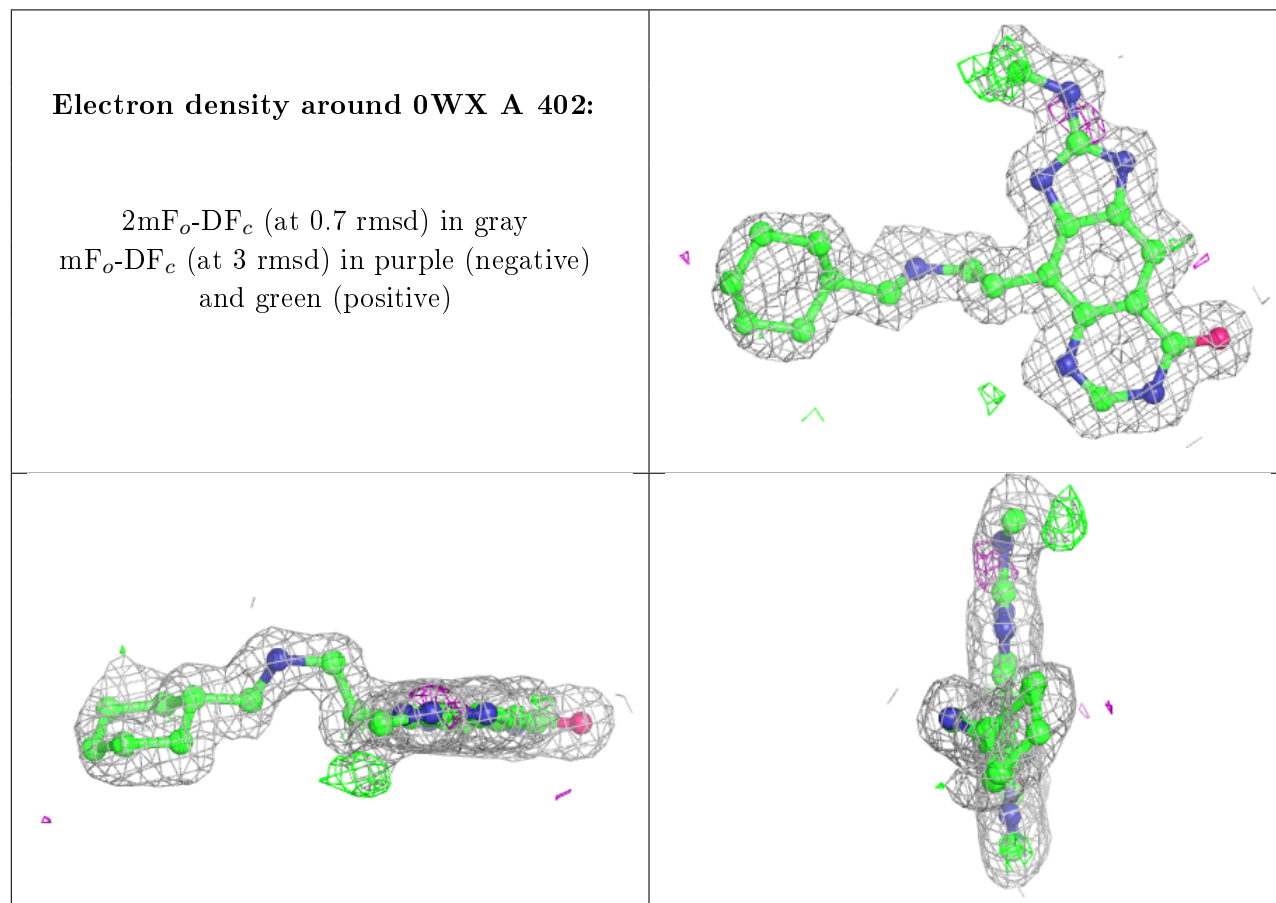 Electron density around 0WX A 402:
2mFo-DFc (at 0.7 rmsd) in gray
mFo-DFc (at 3 rmsd) in purple (negative)
and green (positive)